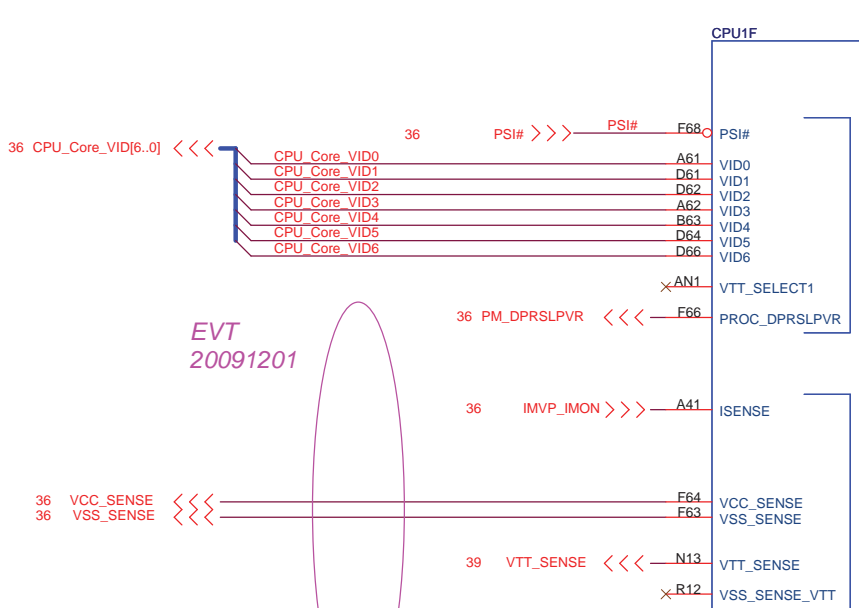 CPU1F
36 PSI# PSI# F68 PSI#
36 CPU_Core_VID[6..0]
CPU_Core_VID0 A61 VID0
CPU_Core_VID1 D61 VID1
CPU_Core_VID2 D62 VID2
CPU_Core_VID3 A62 VID3
CPU_Core_VID4 B63 VID4
CPU_Core_VID5 D64 VID5
CPU_Core_VID6 D66 VID6
AN1 VTT_SELECT1
36 PM_DPRSLPVR F66 PROC_DPRSLPVR
EVT
20091201
36 IMVP_IMON A41 ISENSE
36 VCC_SENSE F64 VCC_SENSE
36 VSS_SENSE F63 VSS_SENSE
39 VTT_SENSE N13 VTT_SENSE
R12 VSS_SENSE_VTT